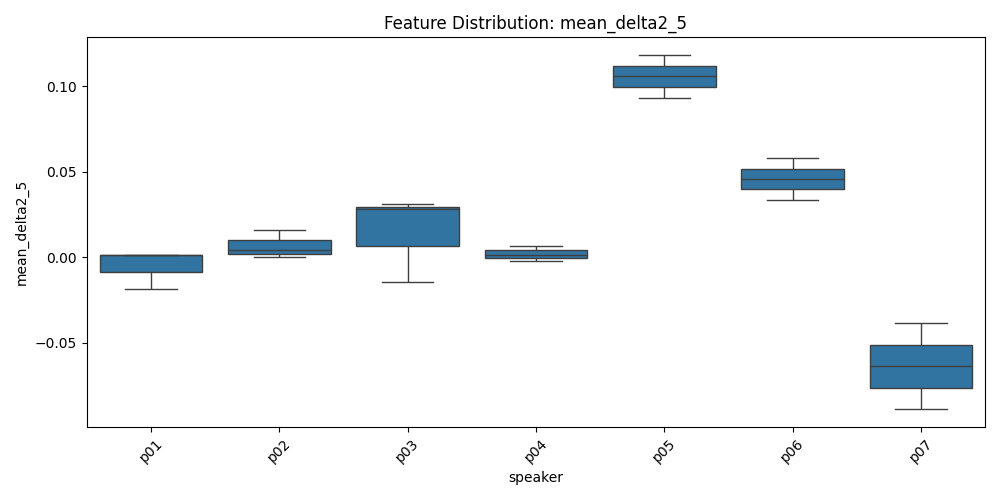 Feature Distribution: mean_delta2_5
mean_delta2_5
0.10
0.05
0.00
−0.05
p01 p02 p03 p04 p05 p06 p07
speaker